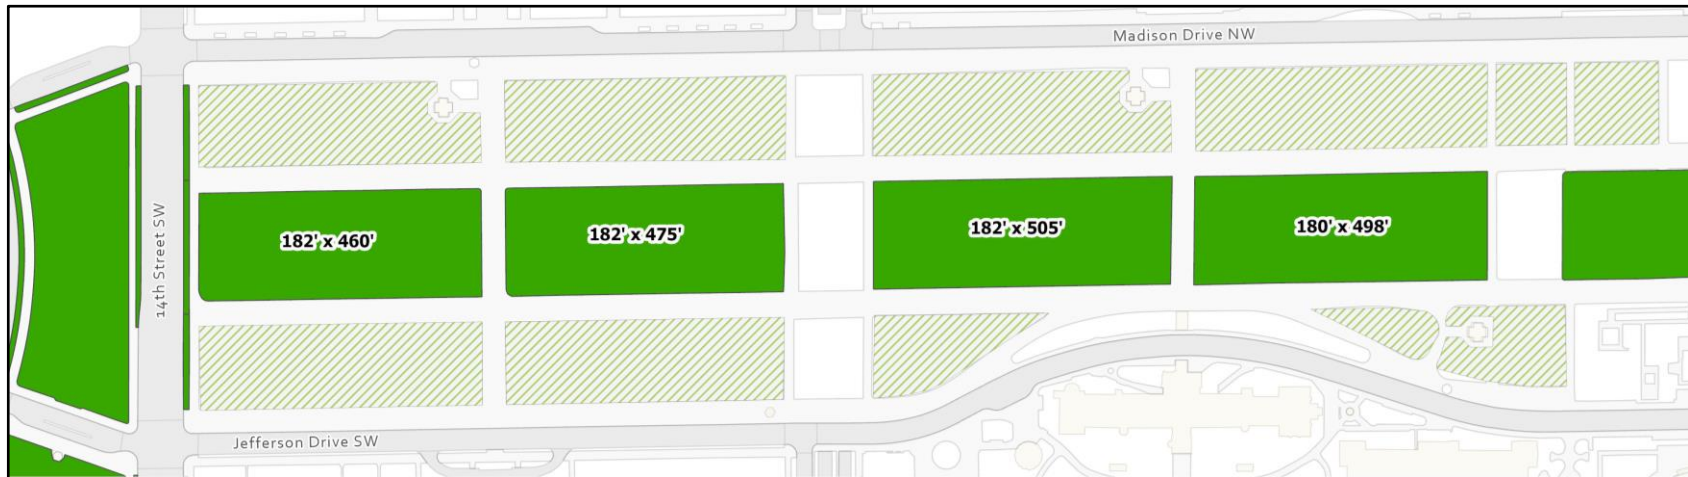 Madison Drive NW
14th Street SW
182' x 460'
182' x 475'
182' x 505'
180' x 498'
Jefferson Drive SW